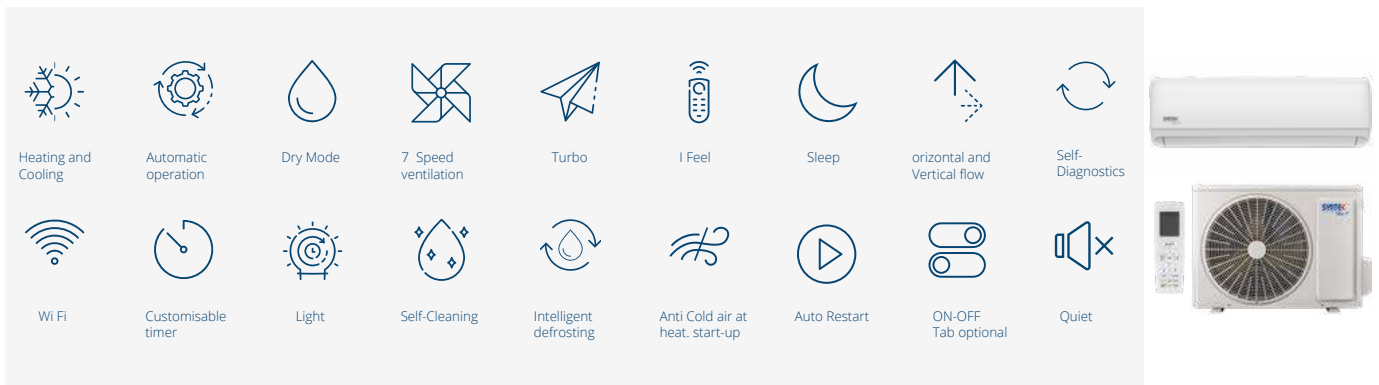 Heating and
Cooling
Automatic
operation
Dry Mode
7 Speed
ventilation
Turbo
I Feel
Sleep
orizontal and
Vertical flow
Self-
Diagnostics
Wi Fi
Customisable
timer
Light
Self-Cleaning
Intelligent
defrosting
Anti Cold air at
heat. start-up
Auto Restart
ON-OFF
Tab optional
Quiet